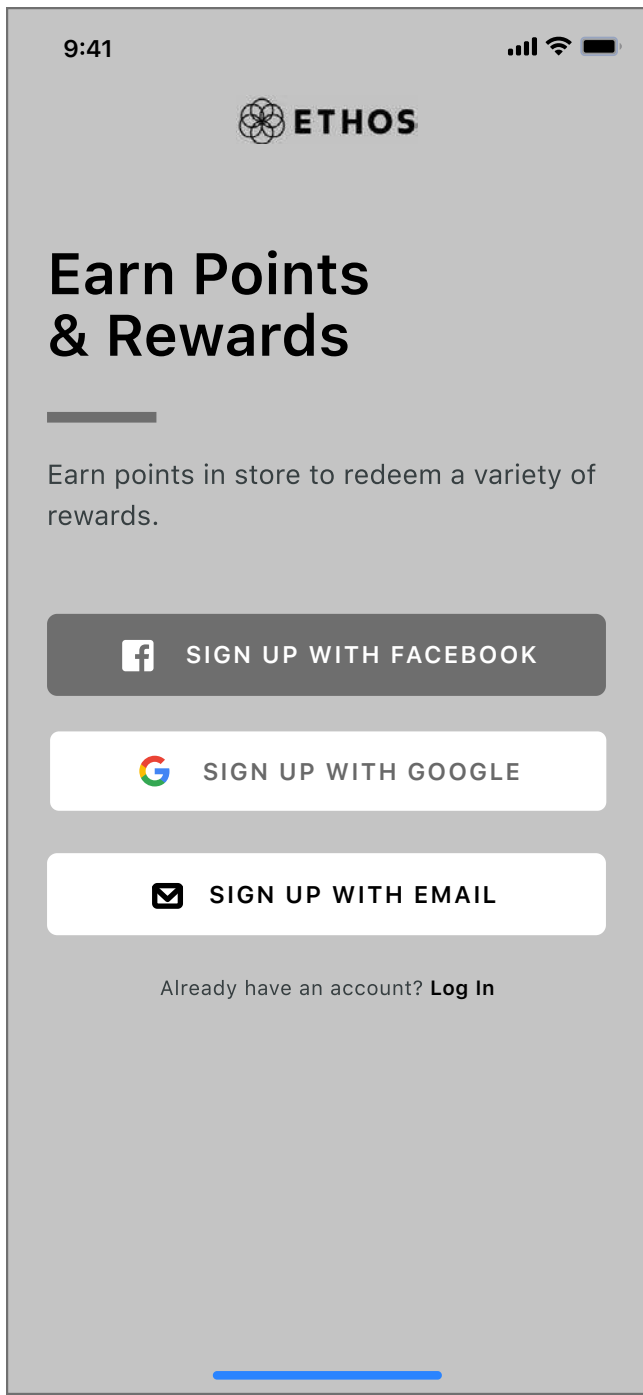 9:41
ETHOS
Earn Points
& Rewards
Earn points in store to redeem a variety of
rewards.
SIGN UP WITH FACEBOOK
SIGN UP WITH GOOGLE
SIGN UP WITH EMAIL
Already have an account? Log In